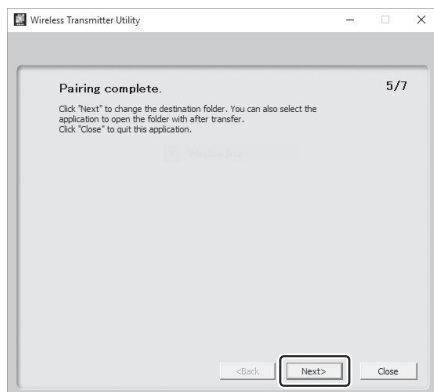 Wireless Transmitter Utility
Pairing complete.
5/7
Click "Next" to change the destination folder. You can also select the
application to open the folder with after transfer.
Click "Close" to quit this application.
<Back
Next>
Close